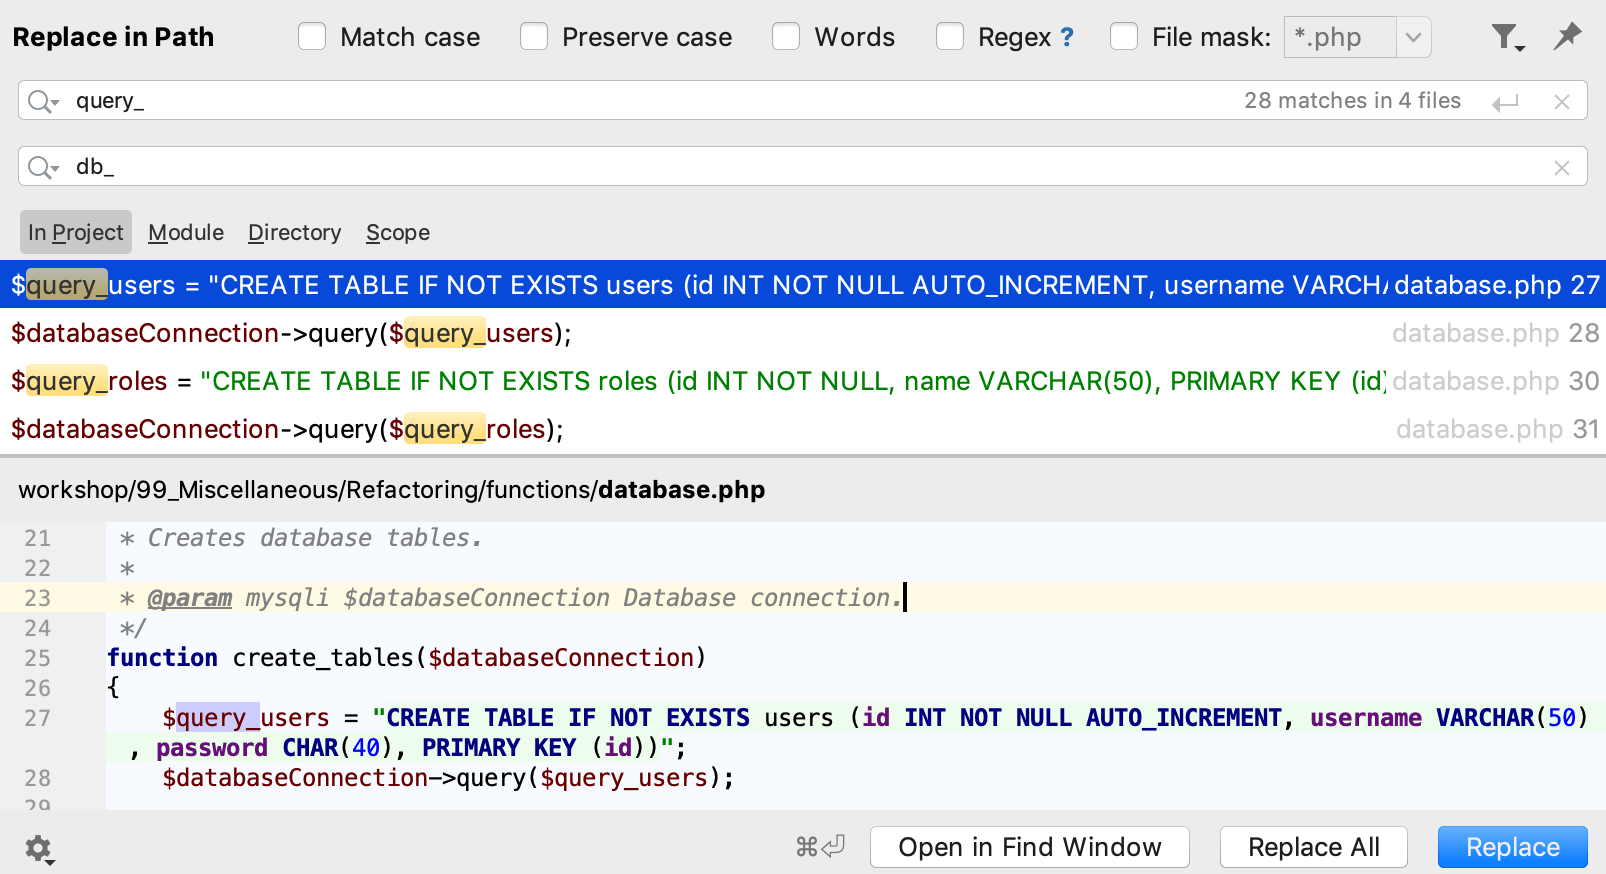 Replace in Path Match case Preserve case Words Regex ? File mask: *.php
query_ 28 matches in 4 files
db_
In Project Module Directory Scope
$query_users = "CREATE TABLE IF NOT EXISTS users (id INT NOT NULL AUTO_INCREMENT, username VARCHA database.php 27
$databaseConnection->query($query_users); database.php 28
$query_roles = "CREATE TABLE IF NOT EXISTS roles (id INT NOT NULL, name VARCHAR(50), PRIMARY KEY (id) database.php 30
$databaseConnection->query($query_roles); database.php 31
workshop/99_Miscellaneous/Refactoring/functions/database.php
21 * Creates database tables.
22 *
23 * @param mysqli $databaseConnection Database connection.
24 */
25 function create_tables($databaseConnection)
26 {
27 $query_users = "CREATE TABLE IF NOT EXISTS users (id INT NOT NULL AUTO_INCREMENT, username VARCHAR(50)
, password CHAR(40), PRIMARY KEY (id))";
28 $databaseConnection->query($query_users);
29
⌘⏎ Open in Find Window Replace All Replace